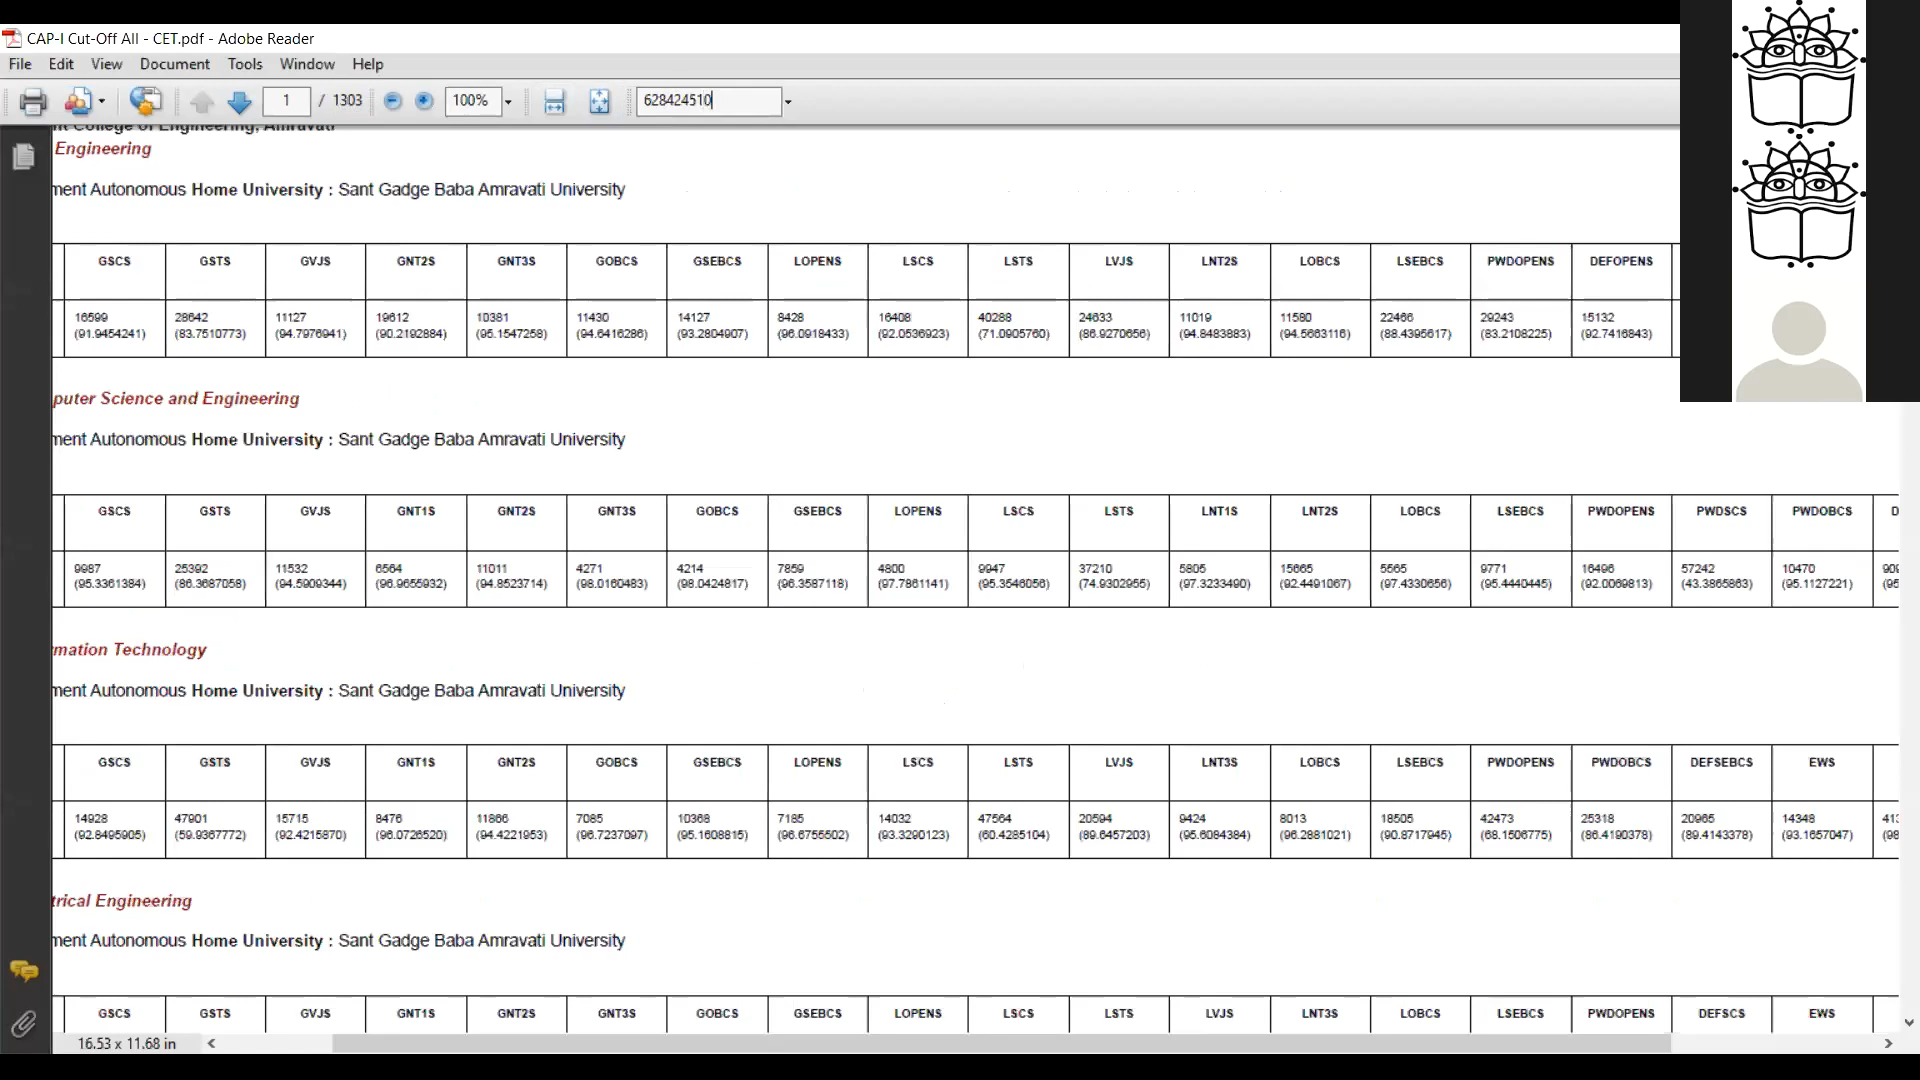 CAP-I Cut-Off All - CET.pdf - Adobe Reader
File Edit View Document Tools Window Help
1 / 1303 100% 628424510
nt College of Engineering, Amravati
Engineering
ment Autonomous Home University : Sant Gadge Baba Amravati University
GSCS GSTS GVJS GNT2S GNT3S GOBCS GSEBCS LOPENS LSCS LSTS LVJS LNT2S LOBCS LSEBCS PWDOPENS DEFOPENS
16599 28642 11127 19612 10381 11430 14127 8428 16408 40288 24633 11019 11580 22466 29243 15132
(91.9454241) (83.7510773) (94.7976941) (90.2192884) (95.1547258) (94.6416286) (93.2804907) (96.0918433) (92.0536923) (71.0905760) (86.9270656) (94.8483883) (94.5663116) (88.4395617) (83.2108225) (92.7416843)
puter Science and Engineering
ment Autonomous Home University : Sant Gadge Baba Amravati University
GSCS GSTS GVJS GNT1S GNT2S GNT3S GOBCS GSEBCS LOPENS LSCS LSTS LNT1S LNT2S LOBCS LSEBCS PWDOPENS PWDSCS PWDOBCS D
9987 25392 11532 6564 11011 4271 4214 7859 4800 9947 37210 5805 15665 5565 9771 16496 57242 10470
(95.3361384) (86.3687058) (94.5909344) (96.9655932) (94.8523714) (98.0160483) (98.0424817) (96.3587118) (97.7861141) (95.3546056) (74.9302955) (97.3233490) (92.4491067) (97.4330656) (95.4440445) (92.0069813) (43.3865863) (95.1127221)
rmation Technology
ment Autonomous Home University : Sant Gadge Baba Amravati University
GSCS GSTS GVJS GNT1S GNT2S GOBCS GSEBCS LOPENS LSCS LSTS LVJS LNT3S LOBCS LSEBCS PWDOPENS PWDOBCS DEFSEBCS EWS
14928 47901 15715 8476 11866 7085 10368 7185 14032 47564 20594 9424 8013 18505 42473 25318 20965 14348
(92.8495905) (59.9367772) (92.4215870) (96.0726520) (94.4221953) (96.7237097) (95.1608815) (96.6755502) (93.3290123) (60.4285104) (89.6457203) (95.6084384) (96.2881021) (90.8717945) (68.1506775) (86.4190378) (89.4143378) (93.1657047)
trical Engineering
ment Autonomous Home University : Sant Gadge Baba Amravati University
GSCS GSTS GVJS GNT1S GNT2S GNT3S GOBCS GSEBCS LOPENS LSCS LSTS LVJS LNT3S LOBCS LSEBCS PWDOPENS DEFSCS EWS
16.53 x 11.68 in